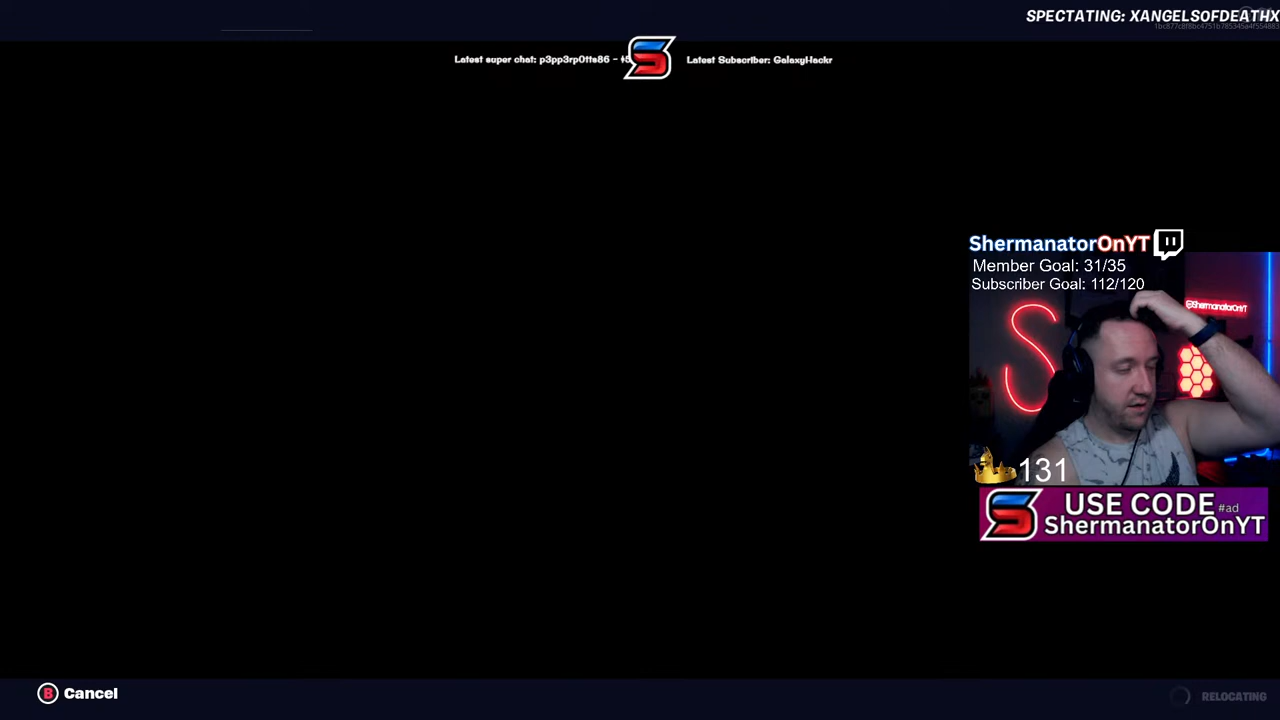 SPECTATING: XANGELSOFDEATHX
Latest super chat: p3pp3rp0tts86 -
Latest Subscriber: GalaxyHackr
ShermanatorOnYT
Member Goal: 31/35
Subscriber Goal: 112/120
@ShermanatorOnYT
S
131
USE CODE #ad
ShermanatorOnYT
B Cancel
RELOCATING